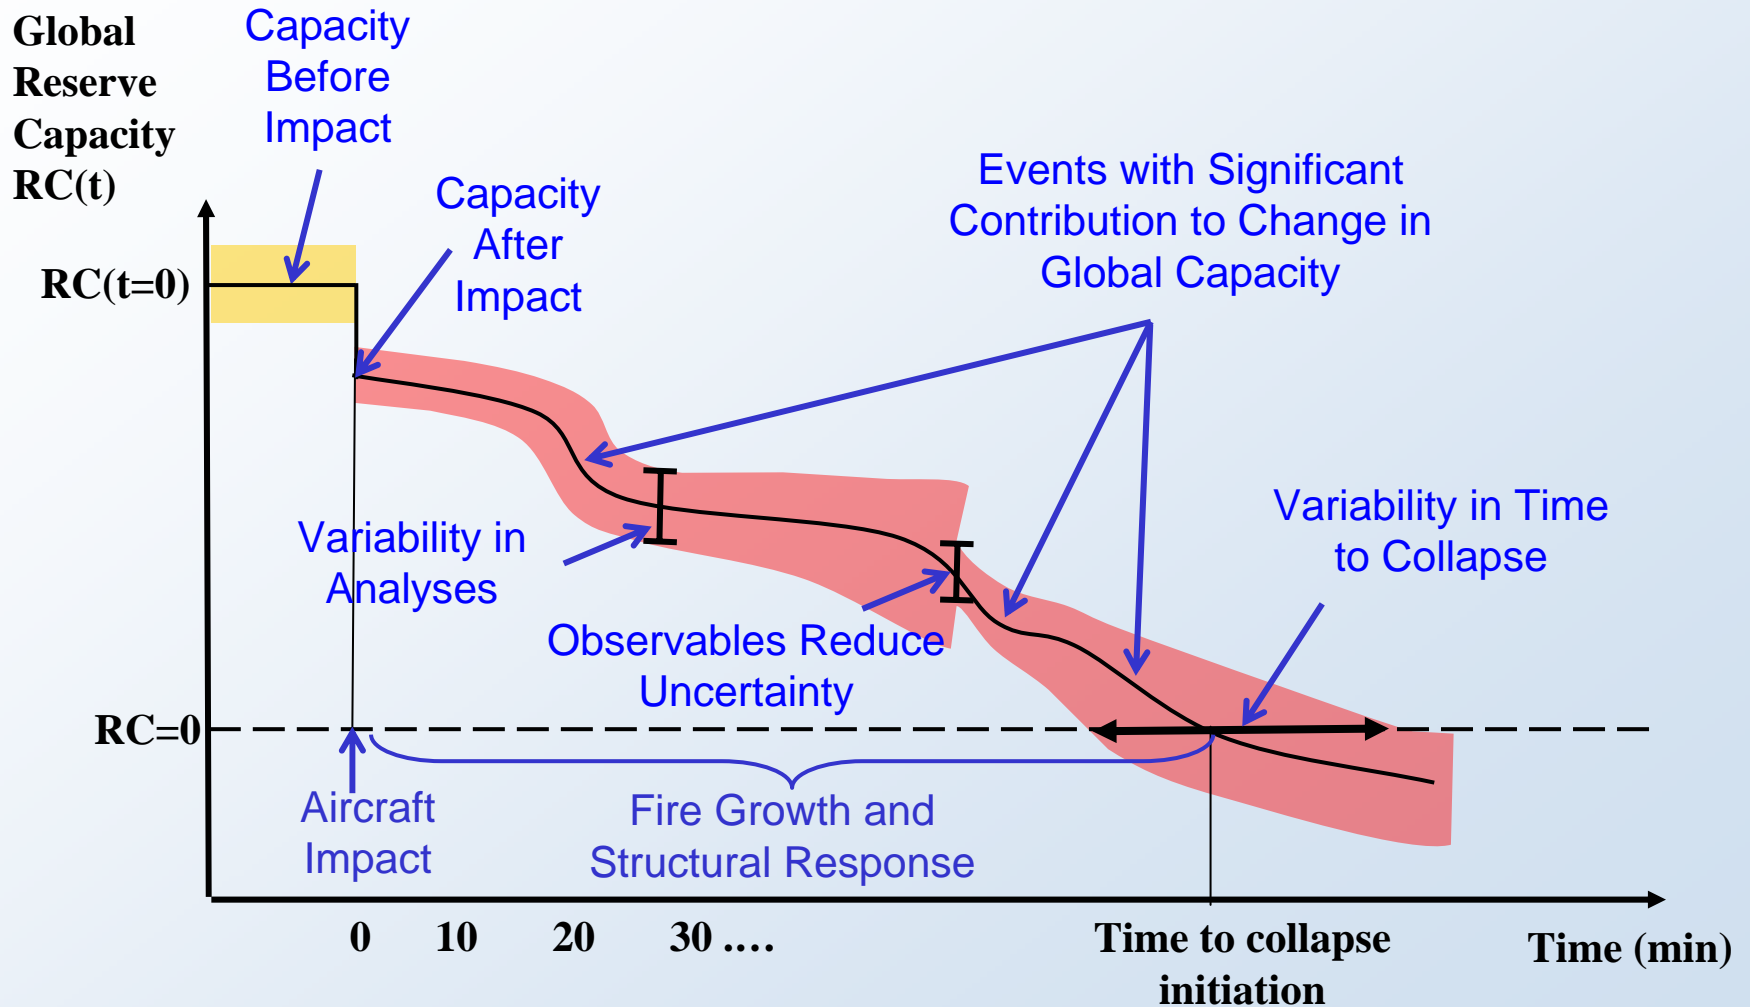 Global
Reserve
Capacity
RC(t)
Capacity
Before
Impact
Capacity
After
Impact
Events with Significant
Contribution to Change in
Global Capacity
RC(t=0)
Variability in
Analyses
Variability in Time
to Collapse
Observables Reduce
Uncertainty
RC=0
Aircraft
Impact
Fire Growth and
Structural Response
0 10 20 30 ....
Time to collapse
initiation
Time (min)